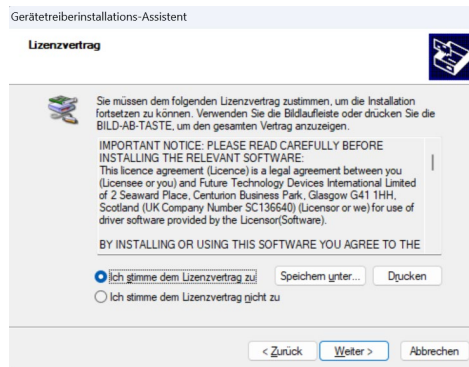 Gerätetreiberinstallations-Assistent
Lizenzvertrag
Sie müssen dem folgenden Lizenzvertrag zustimmen, um die Installation
fortsetzen zu können. Verwenden Sie die Bildlaufleiste oder drücken Sie die
BILD-AB-TASTE, um den gesamten Vertrag anzuzeigen.
IMPORTANT NOTICE: PLEASE READ CAREFULLY BEFORE
INSTALLING THE RELEVANT SOFTWARE:
This licence agreement (Licence) is a legal agreement between you
(Licensee or you) and Future Technology Devices International Limited
of 2 Seaward Place, Centurion Business Park, Glasgow G41 1HH,
Scotland (UK Company Number SC136640) (Licensor or we) for use of
driver software provided by the Licensor(Software).
BY INSTALLING OR USING THIS SOFTWARE YOU AGREE TO THE
Ich stimme dem Lizenzvertrag zu Speichern unter... Drucken
Ich stimme dem Lizenzvertrag nicht zu
< Zurück Weiter > Abbrechen